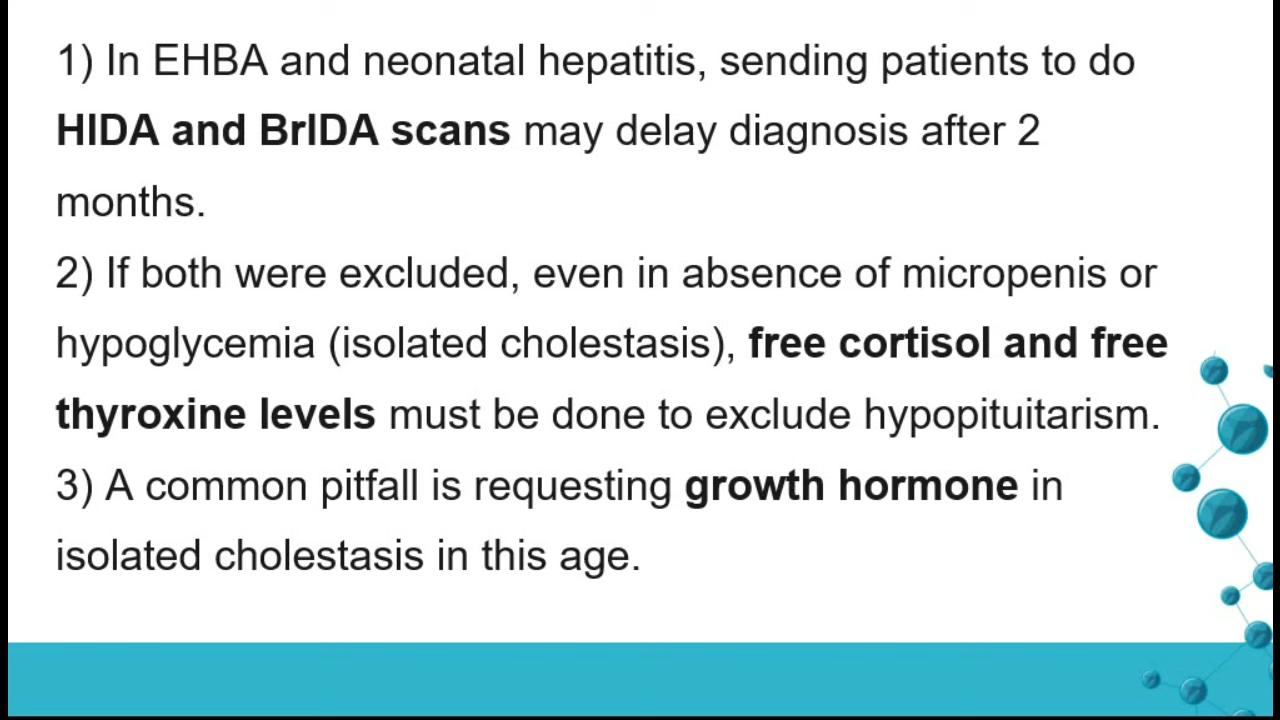 1) In EHBA and neonatal hepatitis, sending patients to do
HIDA and BrIDA scans may delay diagnosis after 2
months.
2) If both were excluded, even in absence of micropenis or
hypoglycemia (isolated cholestasis), free cortisol and free
thyroxine levels must be done to exclude hypopituitarism.
3) A common pitfall is requesting growth hormone in
isolated cholestasis in this age.